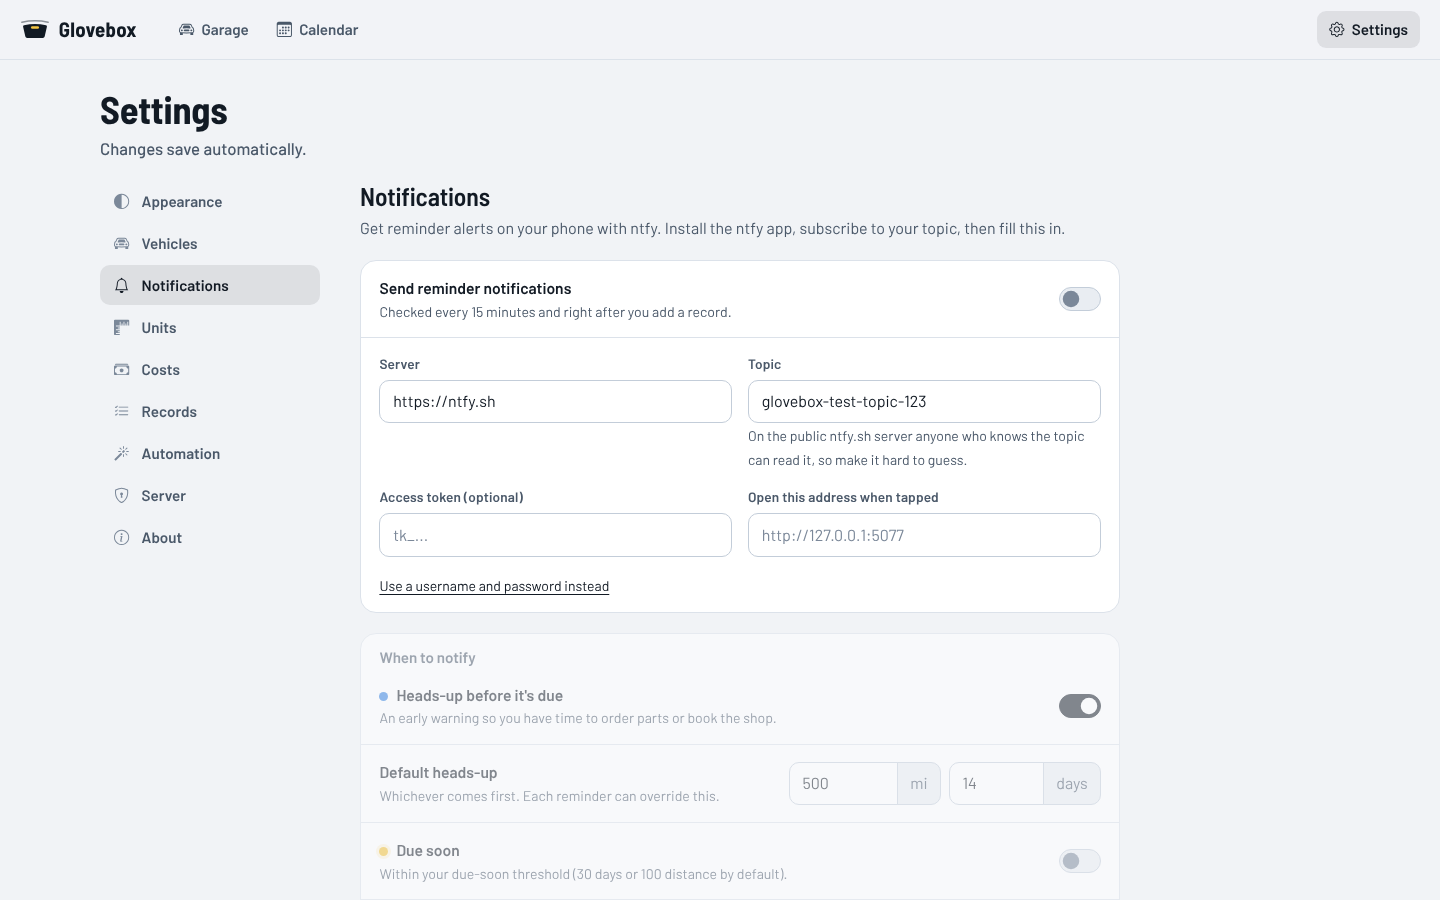 Glovebox
Garage
Calendar
Settings
Settings
Changes save automatically.
Appearance
Vehicles
Notifications
Units
Costs
Records
Automation
Server
About
Notifications
Get reminder alerts on your phone with ntfy. Install the ntfy app, subscribe to your topic, then fill this in.
Send reminder notifications
Checked every 15 minutes and right after you add a record.
Server
https://ntfy.sh
Topic
glovebox-test-topic-123
On the public ntfy.sh server anyone who knows the topic
can read it, so make it hard to guess.
Access token (optional)
tk_...
Open this address when tapped
http://127.0.0.1:5077
Use a username and password instead
When to notify
Heads-up before it's due
An early warning so you have time to order parts or book the shop.
Default heads-up
Whichever comes first. Each reminder can override this.
500 mi
14 days
Due soon
Within your due-soon threshold (30 days or 100 distance by default).